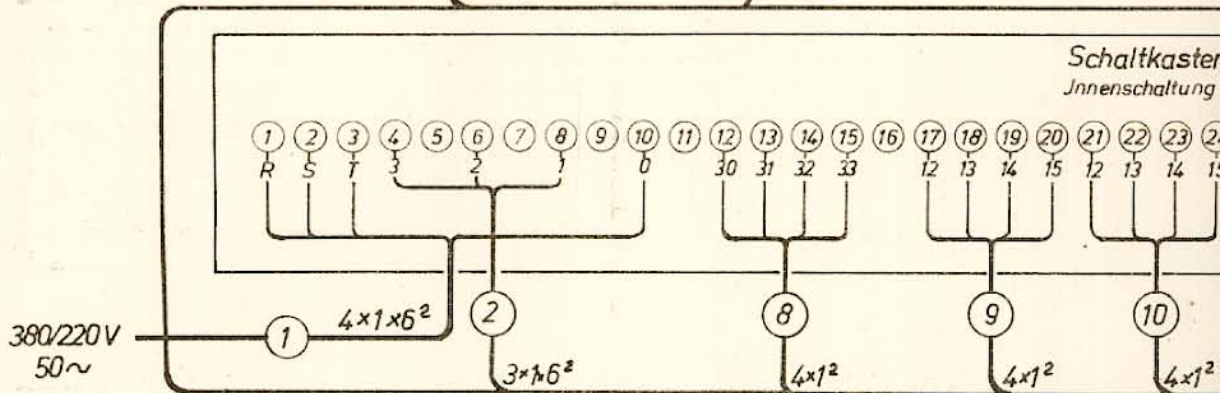 Schaltkasten
Jnnenschaltung
1 2 3 4 5 6 7 8 9 10 11 12 13 14 15 16 17 18 19 20 21 22 23 24
R S T 3 2 1 0 30 31 32 33 12 13 14 15 12 13 14 15
1 4×1×6² 2 8 9 10
380/220V
50~
3×1×6² 4×1² 4×1² 4×1²